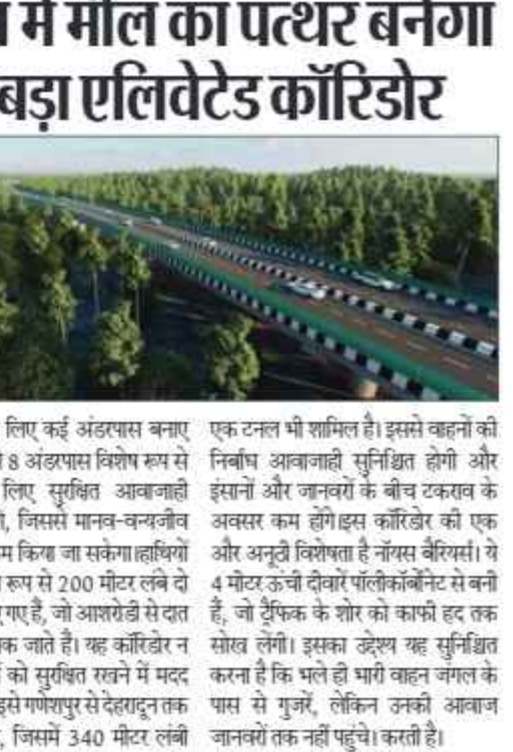 में मील का पत्थर बनेगा
बड़ा एलिवेटेड कॉरिडोर
लिए कई अंडरपास बनाए
8 अंडरपास विशेष रूप से
लिए सुरक्षित आवाजाही
, जिससे मानव-वन्यजीव
किया जा सकेगा।हाथियों
रूप से 200 मीटर लंबे दो
गए हैं, जो आशरोडी से दात
जाते हैं। यह कॉरिडोर न
को सुरक्षित रखने में मदद
इसे गणेशपुर से देहरादून तक
, जिसमें 340 मीटर लंबी
एक टनल भी शामिल है। इससे वाहनों की
निर्बाध आवाजाही सुनिश्चित होगी और
इंसानों और जानवरों के बीच टकराव के
अवसर कम होंगे।इस कॉरिडोर की एक
और अनूठी विशेषता है नॉयस बैरियर्स। ये
4 मीटर ऊंची दीवारें पॉलीकॉर्बोनेट से बनी
हैं, जो ट्रैफिक के शोर को काफी हद तक
सोख लेंगी। इसका उद्देश्य यह सुनिश्चित
करना है कि भले ही भारी वाहन जंगल के
पास से गुजरें, लेकिन उनकी आवाज
जानवरों तक नहीं पहुंचे। करती है।